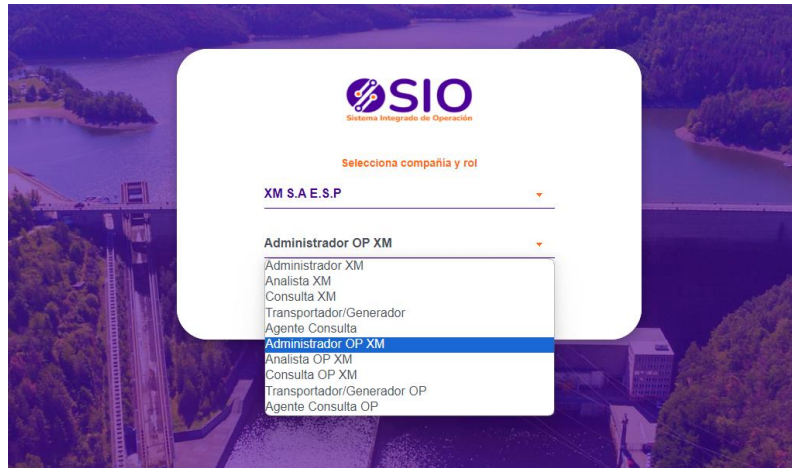 SIO
Sistema Integrado de Operación
Selecciona compañía y rol
XM S.A E.S.P
Administrador OP XM
Administrador XM
Analista XM
Consulta XM
Transportador/Generador
Agente Consulta
Administrador OP XM
Analista OP XM
Consulta OP XM
Transportador/Generador OP
Agente Consulta OP